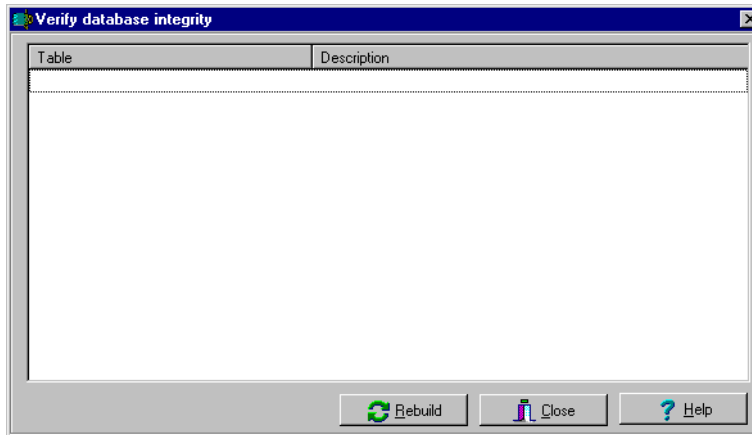 Verify database integrity
Table Description
Rebuild Close Help